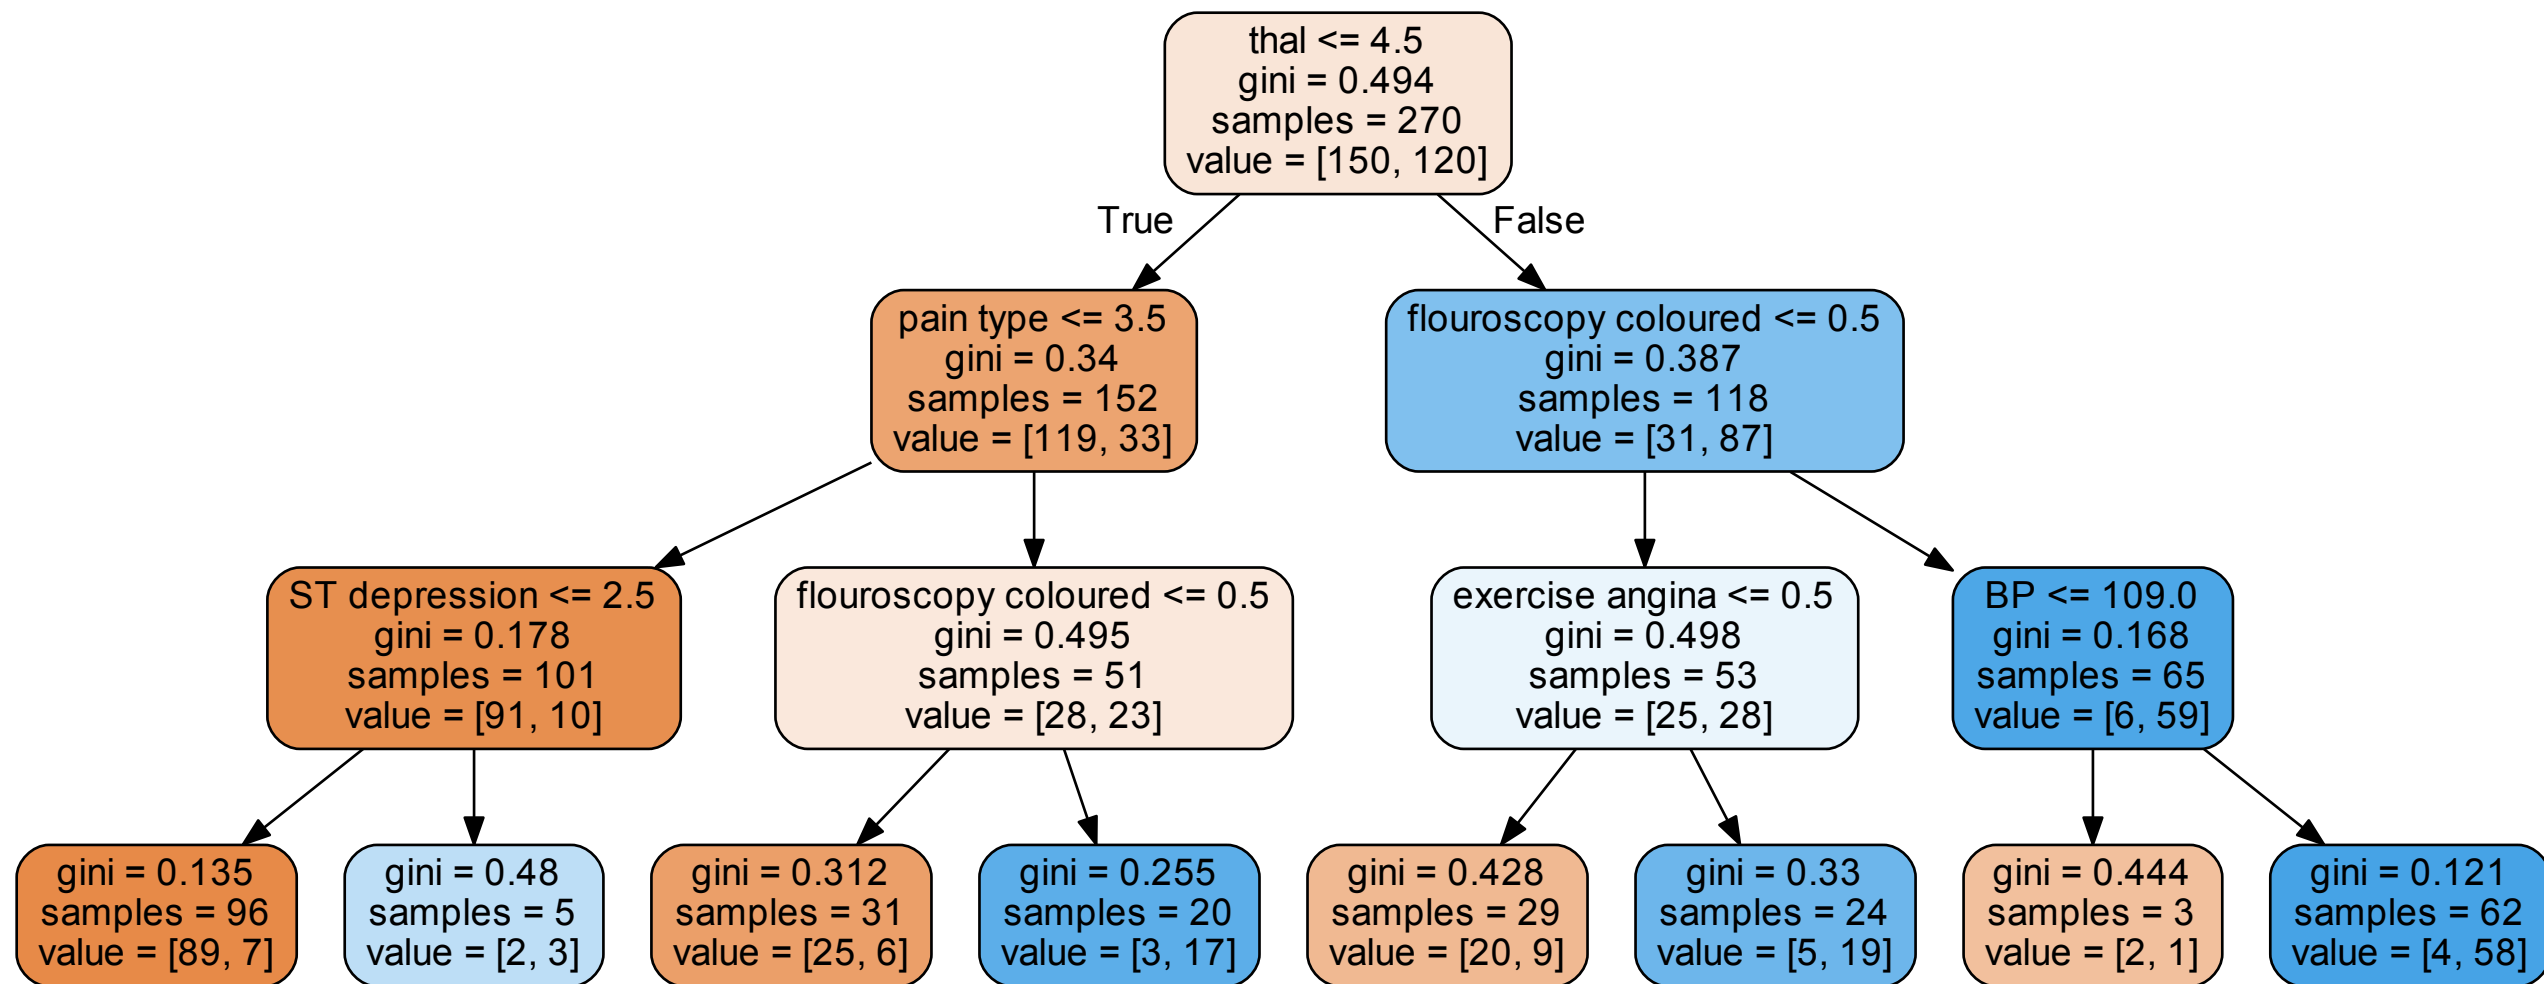 thal <= 4.5
gini = 0.494
samples = 270
value = [150, 120]
True
False
pain type <= 3.5
gini = 0.34
samples = 152
value = [119, 33]
flouroscopy coloured <= 0.5
gini = 0.387
samples = 118
value = [31, 87]
ST depression <= 2.5
gini = 0.178
samples = 101
value = [91, 10]
flouroscopy coloured <= 0.5
gini = 0.495
samples = 51
value = [28, 23]
exercise angina <= 0.5
gini = 0.498
samples = 53
value = [25, 28]
BP <= 109.0
gini = 0.168
samples = 65
value = [6, 59]
gini = 0.135
samples = 96
value = [89, 7]
gini = 0.48
samples = 5
value = [2, 3]
gini = 0.312
samples = 31
value = [25, 6]
gini = 0.255
samples = 20
value = [3, 17]
gini = 0.428
samples = 29
value = [20, 9]
gini = 0.33
samples = 24
value = [5, 19]
gini = 0.444
samples = 3
value = [2, 1]
gini = 0.121
samples = 62
value = [4, 58]